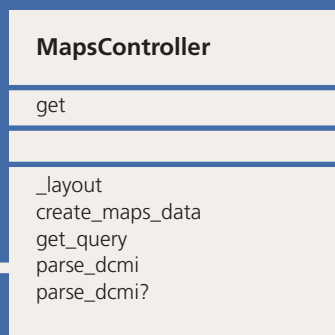 MapsController
get
_layout
create_maps_data
get_query
parse_dcmi
parse_dcmi?